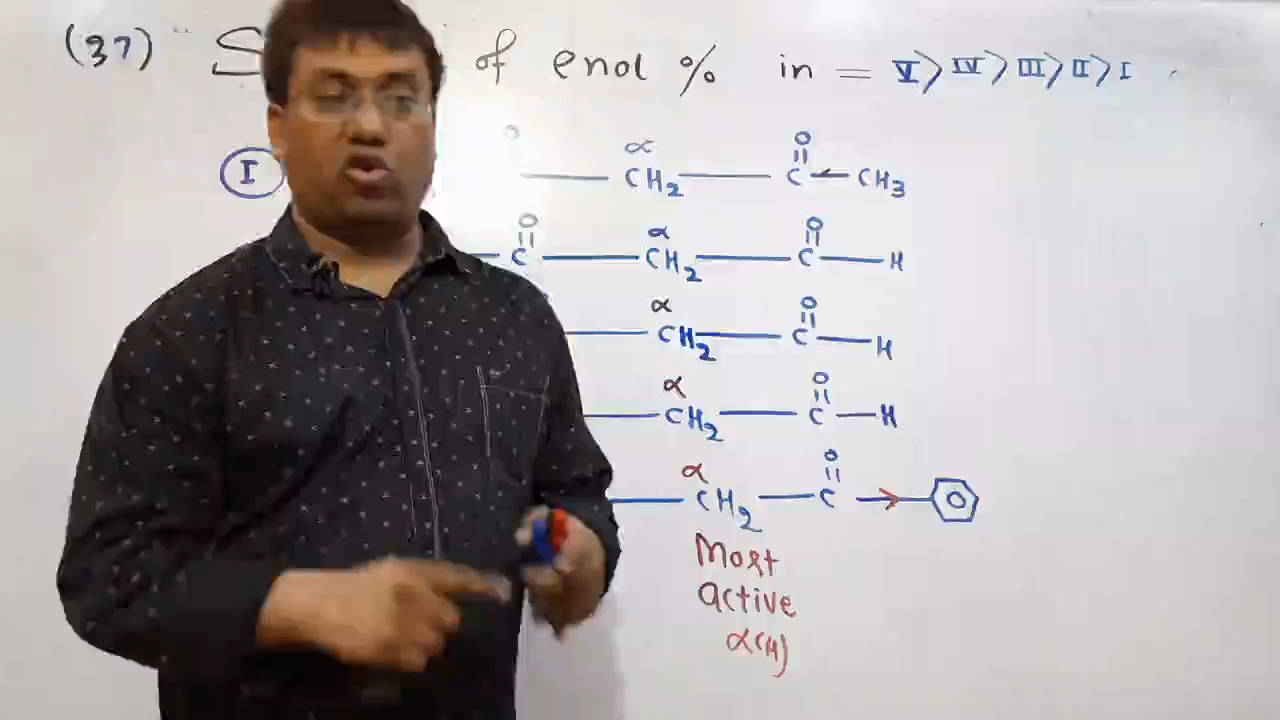 (37) " S of enol % in = V > IV > III > II > I
I O α CH2 O || C CH3
O || C α CH2 O || C H
α CH2 O || C H
α CH2 O || C H
α CH2 O || C
Most
active
α(H)